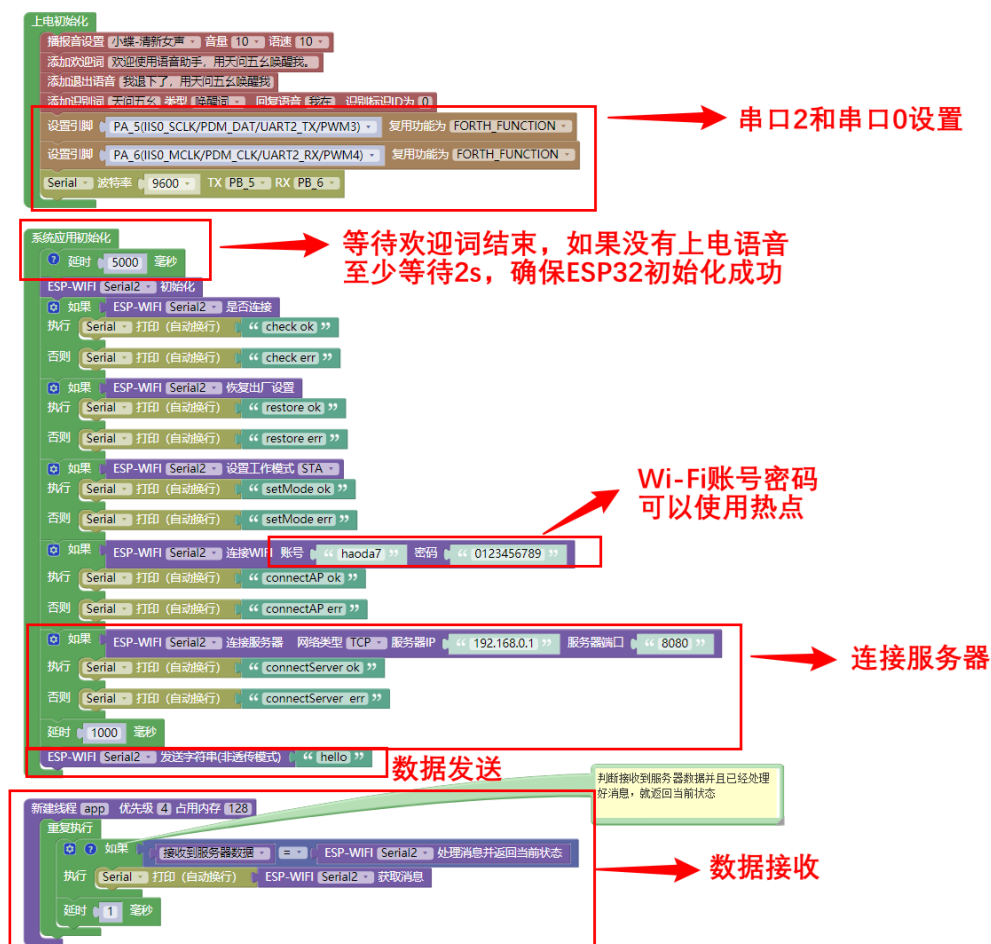 上电初始化
播报音设置 小蝶-清新女声 音量 10 语速 10
添加欢迎词 欢迎使用语音助手，用天问五幺唤醒我。
添加退出语音 我退下了，用天问五幺唤醒我
添加识别词 天问五幺 类型 唤醒词 回复语音 我在 识别标识ID为 0
设置引脚 PA_5(IIS0_SCLK/PDM_DAT/UART2_TX/PWM3) 复用功能为 FORTH_FUNCTION
串口2和串口0设置
设置引脚 PA_6(IIS0_MCLK/PDM_CLK/UART2_RX/PWM4) 复用功能为 FORTH_FUNCTION
Serial 波特率 9600 TX PB_5 RX PB_6
系统应用初始化
延时 5000 毫秒
等待欢迎词结束，如果没有上电语音
至少等待2s，确保ESP32初始化成功
ESP-WIFI Serial2 初始化
如果 ESP-WIFI Serial2 是否连接
执行 Serial 打印（自动换行） “ check ok ”
否则 Serial 打印（自动换行） “ check err ”
如果 ESP-WIFI Serial2 恢复出厂设置
执行 Serial 打印（自动换行） “ restore ok ”
否则 Serial 打印（自动换行） “ restore err ”
如果 ESP-WIFI Serial2 设置工作模式 STA
执行 Serial 打印（自动换行） “ setMode ok ”
否则 Serial 打印（自动换行） “ setMode err ”
Wi-Fi账号密码
可以使用热点
如果 ESP-WIFI Serial2 连接WIFI 账号 “ haoda7 ” 密码 “ 0123456789 ”
执行 Serial 打印（自动换行） “ connectAP ok ”
否则 Serial 打印（自动换行） “ connectAP err ”
如果 ESP-WIFI Serial2 连接服务器 网络类型 TCP 服务器IP “ 192.168.0.1 ” 服务器端口 “ 8080 ”
执行 Serial 打印（自动换行） “ connectServer ok ”
连接服务器
否则 Serial 打印（自动换行） “ connectServer err ”
延时 1000 毫秒
ESP-WIFI Serial2 发送字符串(非透传模式) “ hello ”
数据发送
判断接收到服务器数据并且已经处理
好消息，就返回当前状态
新建线程 app 优先级 4 占用内存 128
重复执行
如果 接收到服务器数据 = ESP-WIFI Serial2 处理消息并返回当前状态
执行 Serial 打印（自动换行） ESP-WIFI Serial2 获取消息
数据接收
延时 1 毫秒